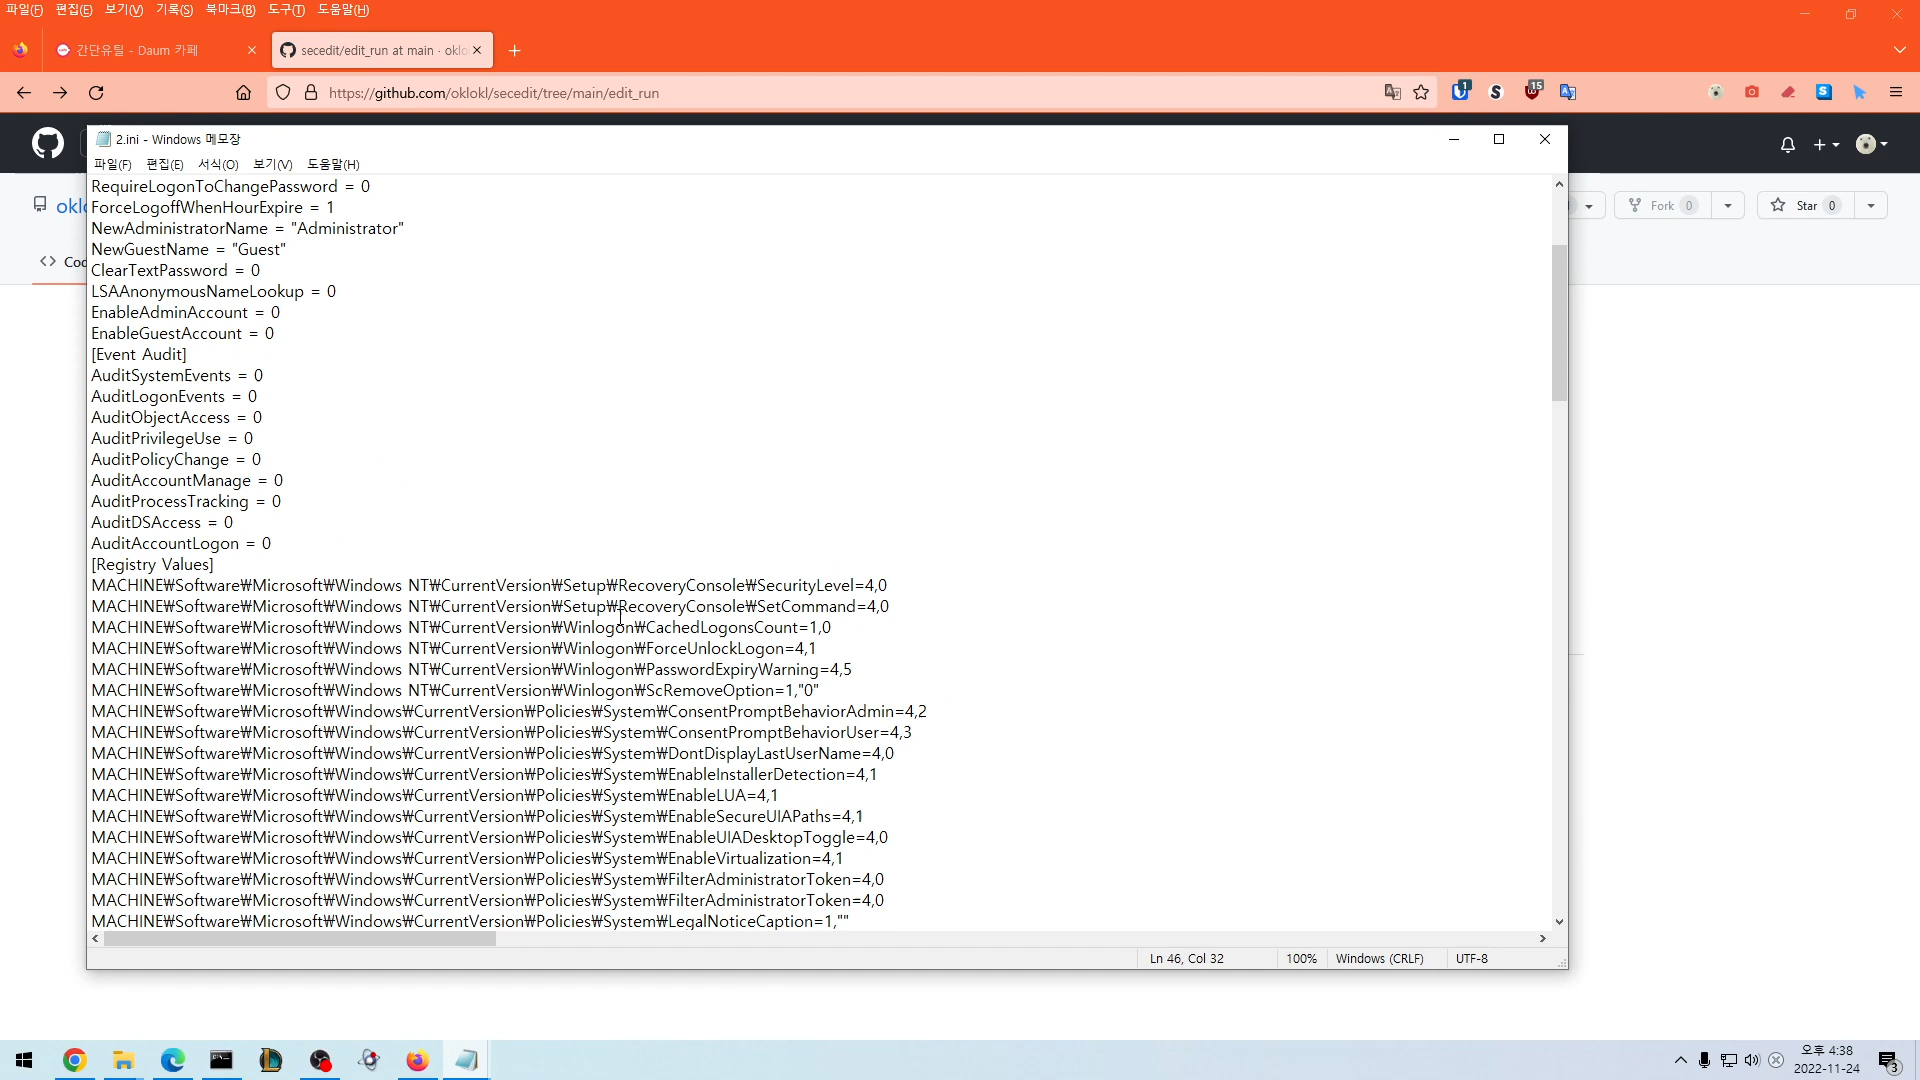 파일(F) 편집(E) 보기(V) 기록(S) 북마크(B) 도구(T) 도움말(H)
간단유틸 - Daum 카페
secedit/edit_run at main · oklo
https://github.com/oklokl/secedit/tree/main/edit_run
1
15
2.ini - Windows 메모장
파일(F) 편집(E) 서식(O) 보기(V) 도움말(H)
RequireLogonToChangePassword = 0
ForceLogoffWhenHourExpire = 1
NewAdministratorName = "Administrator"
NewGuestName = "Guest"
ClearTextPassword = 0
LSAAnonymousNameLookup = 0
EnableAdminAccount = 0
EnableGuestAccount = 0
[Event Audit]
AuditSystemEvents = 0
AuditLogonEvents = 0
AuditObjectAccess = 0
AuditPrivilegeUse = 0
AuditPolicyChange = 0
AuditAccountManage = 0
AuditProcessTracking = 0
AuditDSAccess = 0
AuditAccountLogon = 0
[Registry Values]
MACHINE₩Software₩Microsoft₩Windows NT₩CurrentVersion₩Setup₩RecoveryConsole₩SecurityLevel=4,0
MACHINE₩Software₩Microsoft₩Windows NT₩CurrentVersion₩Setup₩RecoveryConsole₩SetCommand=4,0
MACHINE₩Software₩Microsoft₩Windows NT₩CurrentVersion₩Winlogon₩CachedLogonsCount=1,0
MACHINE₩Software₩Microsoft₩Windows NT₩CurrentVersion₩Winlogon₩ForceUnlockLogon=4,1
MACHINE₩Software₩Microsoft₩Windows NT₩CurrentVersion₩Winlogon₩PasswordExpiryWarning=4,5
MACHINE₩Software₩Microsoft₩Windows NT₩CurrentVersion₩Winlogon₩ScRemoveOption=1,"0"
MACHINE₩Software₩Microsoft₩Windows₩CurrentVersion₩Policies₩System₩ConsentPromptBehaviorAdmin=4,2
MACHINE₩Software₩Microsoft₩Windows₩CurrentVersion₩Policies₩System₩ConsentPromptBehaviorUser=4,3
MACHINE₩Software₩Microsoft₩Windows₩CurrentVersion₩Policies₩System₩DontDisplayLastUserName=4,0
MACHINE₩Software₩Microsoft₩Windows₩CurrentVersion₩Policies₩System₩EnableInstallerDetection=4,1
MACHINE₩Software₩Microsoft₩Windows₩CurrentVersion₩Policies₩System₩EnableLUA=4,1
MACHINE₩Software₩Microsoft₩Windows₩CurrentVersion₩Policies₩System₩EnableSecureUIAPaths=4,1
MACHINE₩Software₩Microsoft₩Windows₩CurrentVersion₩Policies₩System₩EnableUIADesktopToggle=4,0
MACHINE₩Software₩Microsoft₩Windows₩CurrentVersion₩Policies₩System₩EnableVirtualization=4,1
MACHINE₩Software₩Microsoft₩Windows₩CurrentVersion₩Policies₩System₩FilterAdministratorToken=4,0
MACHINE₩Software₩Microsoft₩Windows₩CurrentVersion₩Policies₩System₩FilterAdministratorToken=4,0
MACHINE₩Software₩Microsoft₩Windows₩CurrentVersion₩Policies₩System₩LegalNoticeCaption=1,""
Ln 46, Col 32 100% Windows (CRLF) UTF-8
Fork 0 Star 0
오후 4:38
2022-11-24
3